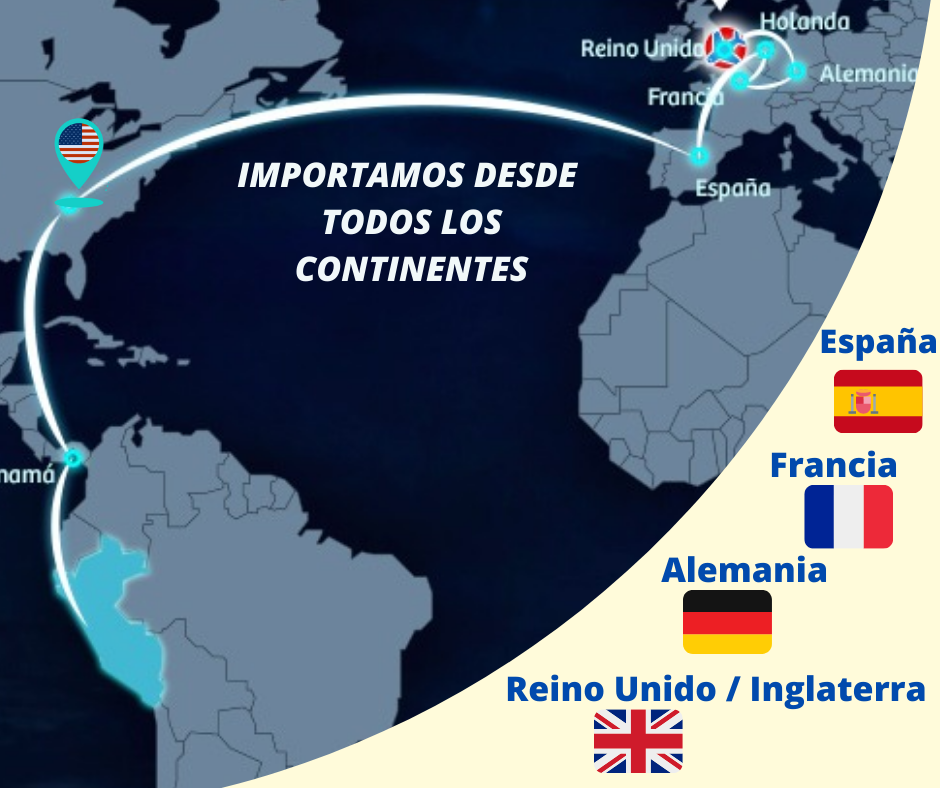 Holanda
Reino Unido
Alemania
Francia
IMPORTAMOS DESDE
TODOS LOS
CONTINENTES
España
España
Francia
namá
Alemania
Reino Unido / Inglaterra